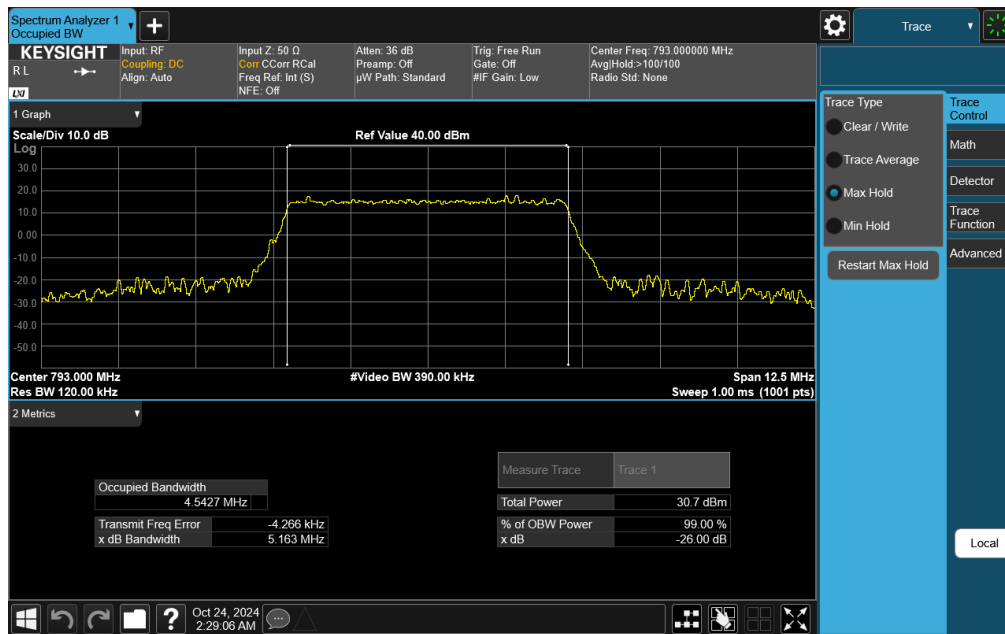 Spectrum Analyzer 1
Occupied BW
Trace
KEYSIGHT
R L
LXI
Input: RF
Coupling: DC
Align: Auto
Input Z: 50 Ω
Corr CCorr RCal
Freq Ref: Int (S)
NFE: Off
Atten: 36 dB
Preamp: Off
µW Path: Standard
Trig: Free Run
Gate: Off
#IF Gain: Low
Center Freq: 793.000000 MHz
Avg|Hold:>100/100
Radio Std: None
1 Graph
Scale/Div 10.0 dB
Ref Value 40.00 dBm
Log
30.0
20.0
10.0
0.00
-10.0
-20.0
-30.0
-40.0
-50.0
Center 793.000 MHz
#Video BW 390.00 kHz
Span 12.5 MHz
Res BW 120.00 kHz
Sweep 1.00 ms (1001 pts)
2 Metrics
Measure Trace
Trace 1
Occupied Bandwidth
4.5427 MHz
Total Power
30.7 dBm
Transmit Freq Error
-4.266 kHz
% of OBW Power
99.00 %
x dB Bandwidth
5.163 MHz
x dB
-26.00 dB
Trace Type
Clear / Write
Trace Average
Max Hold
Min Hold
Restart Max Hold
Trace
Control
Math
Detector
Trace
Function
Advanced
Local
?
Oct 24, 2024
2:29:06 AM